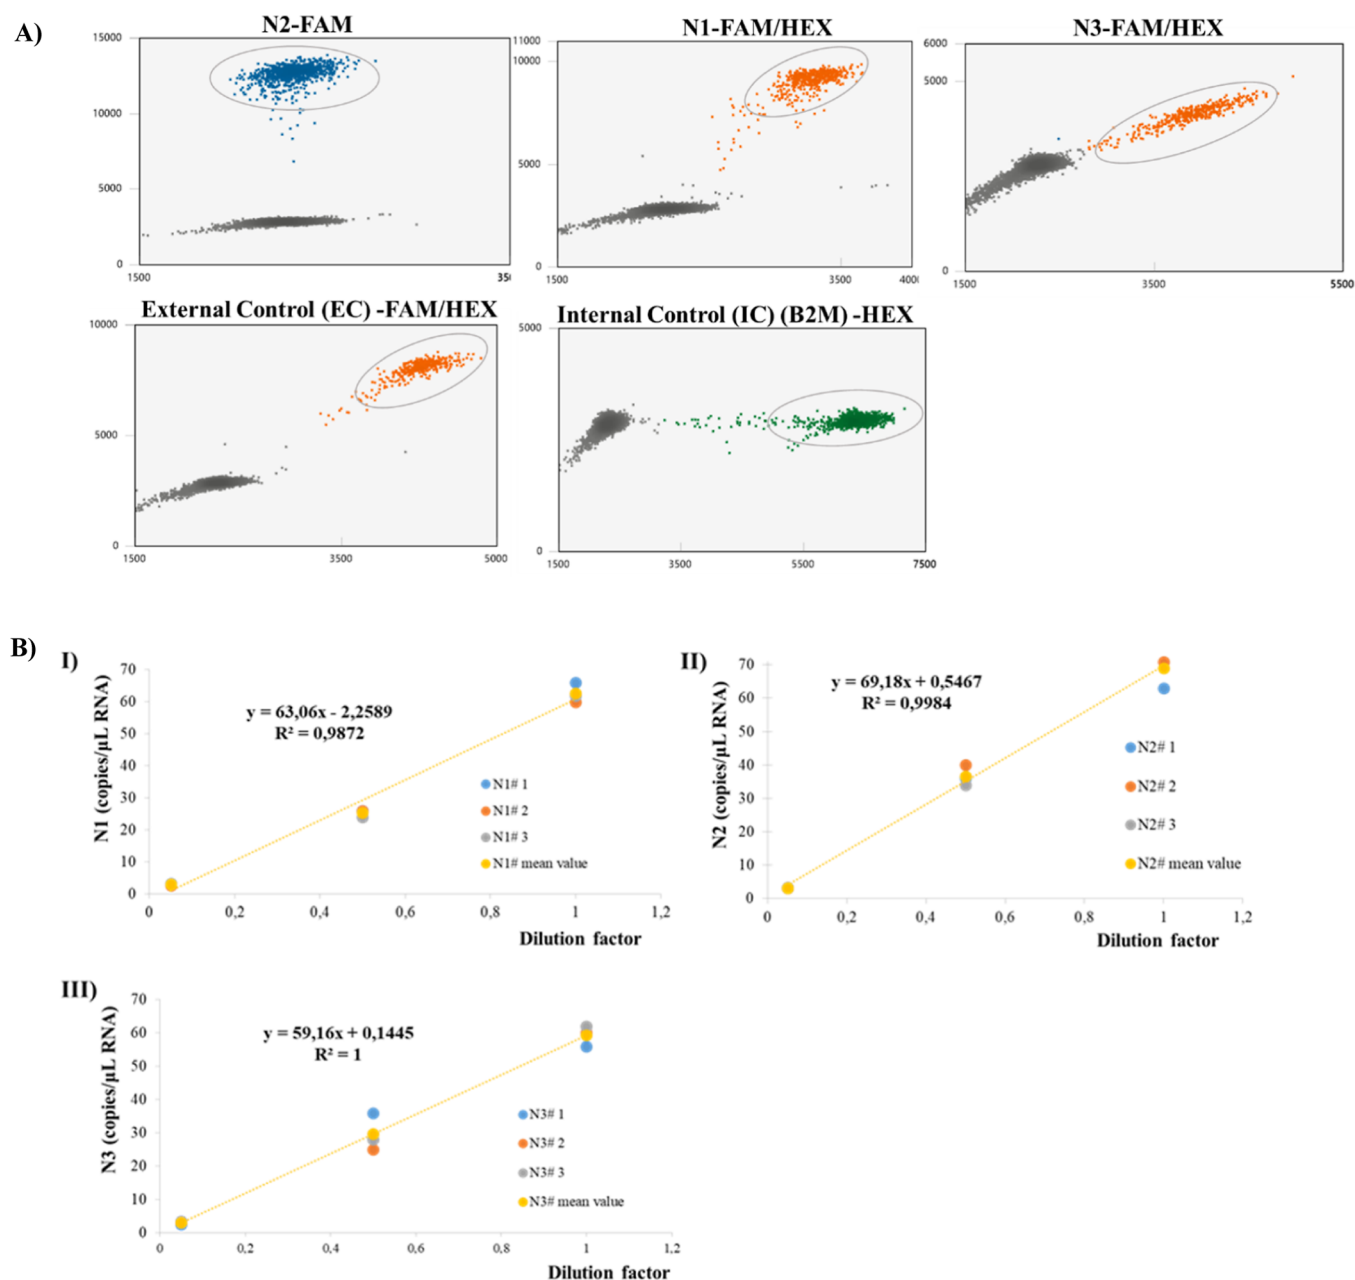 A)
N2-FAM
15000
10000
5000
0
1500
35
N1-FAM/HEX
11000
10000
5000
0
1500
3500
400
N3-FAM/HEX
6000
5000
0
1500
3500
5500
External Control (EC) -FAM/HEX
10000
5000
0
1500
3500
5000
Internal Control (IC) (B2M) -HEX
5000
0
1500
3500
5500
7500
B)
I)
N1 (copies/µL RNA)
70
60
50
40
30
20
10
0
y = 63,06x - 2,2589
R² = 0,9872
N1# 1
N1# 2
N1# 3
N1# mean value
0 0,2 0,4 0,6 0,8 1 1,2
Dilution factor
II)
N2 (copies/µL RNA)
70
60
50
40
30
20
10
0
y = 69,18x + 0,5467
R² = 0,9984
N2# 1
N2# 2
N2# 3
N2# mean value
0 0,2 0,4 0,6 0,8 1 1,2
Dilution factor
III)
N3 (copies/µL RNA)
70
60
50
40
30
20
10
0
y = 59,16x + 0,1445
R² = 1
N3# 1
N3# 2
N3# 3
N3# mean value
0 0,2 0,4 0,6 0,8 1 1,2
Dilution factor